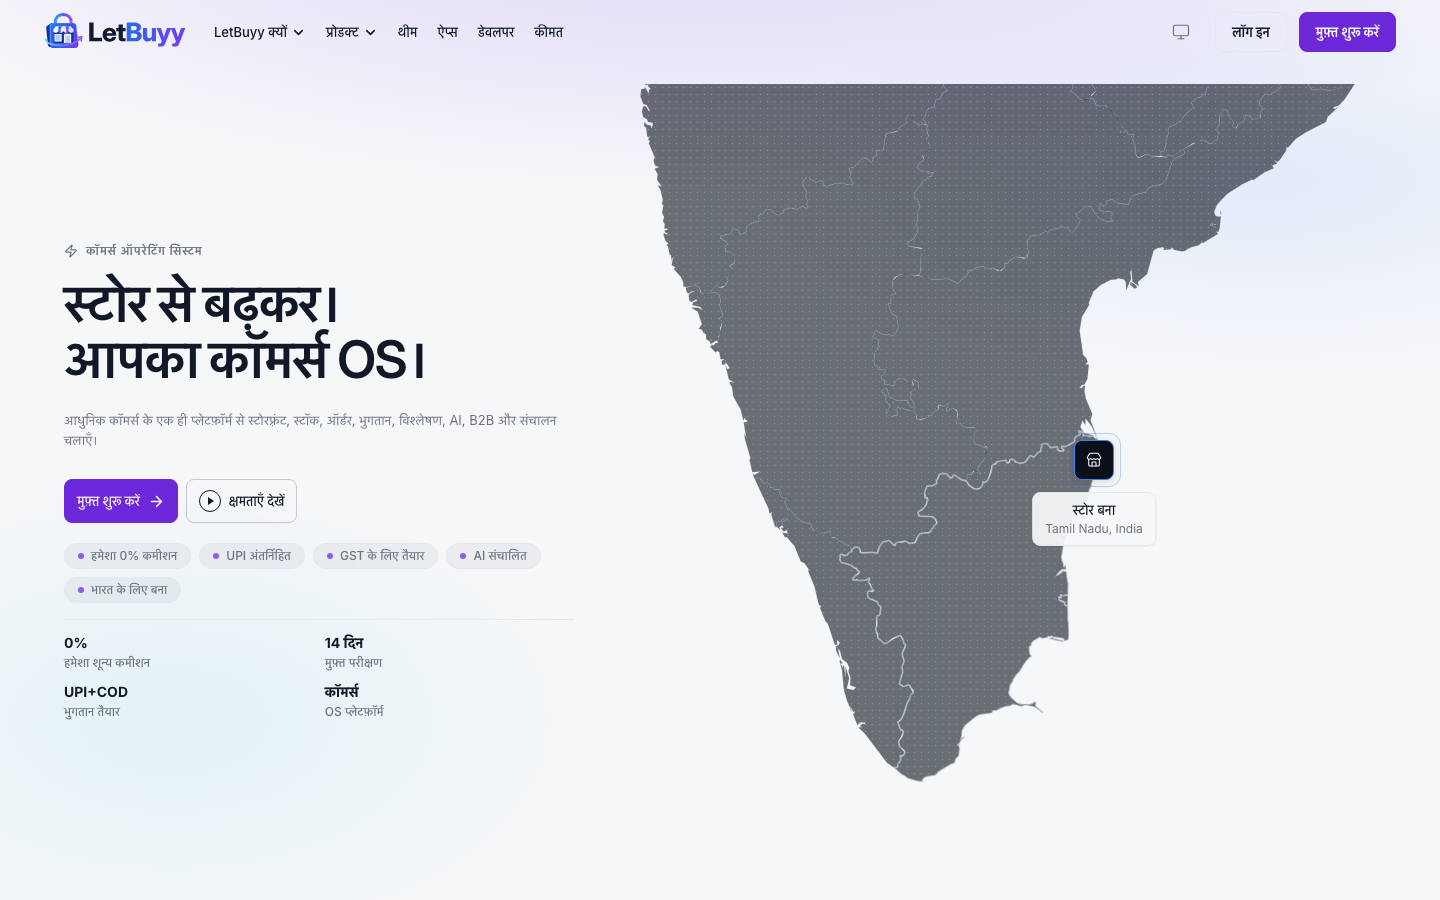 LetBuyy
LetBuyy क्यों
प्रोडक्ट
थीम
ऐप्स
डेवलपर
कीमत
लॉग इन
मुफ़्त शुरू करें
कॉमर्स ऑपरेटिंग सिस्टम
स्टोर से बढ़कर।
आपका कॉमर्स OS।
आधुनिक कॉमर्स के एक ही प्लेटफ़ॉर्म से स्टोरफ़्रंट, स्टॉक, ऑर्डर, भुगतान, विश्लेषण, AI, B2B और संचालन
चलाएँ।
मुफ़्त शुरू करें
क्षमताएँ देखें
हमेशा 0% कमीशन
UPI अंतर्निहित
GST के लिए तैयार
AI संचालित
भारत के लिए बना
0%
हमेशा शून्य कमीशन
14 दिन
मुफ़्त परीक्षण
UPI+COD
भुगतान तैयार
कॉमर्स
OS प्लेटफ़ॉर्म
स्टोर बना
Tamil Nadu, India